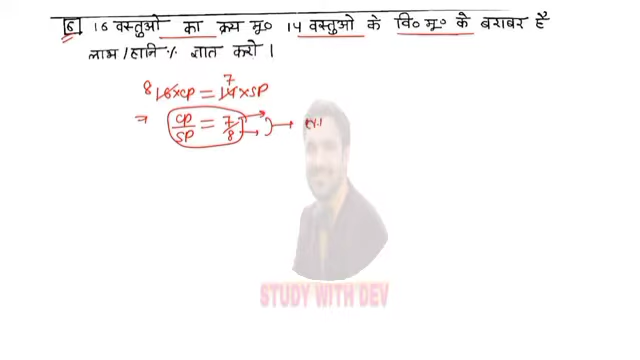 6 16 वस्तुओ का क्रय मू० 14 वस्तुओ के वि० मू० के बराबर है
लाभ/हानि % ज्ञात करो ।
8 7
16×CP = 14×SP
⇒ CP/SP = 7/8 →
STUDY WITH DEV